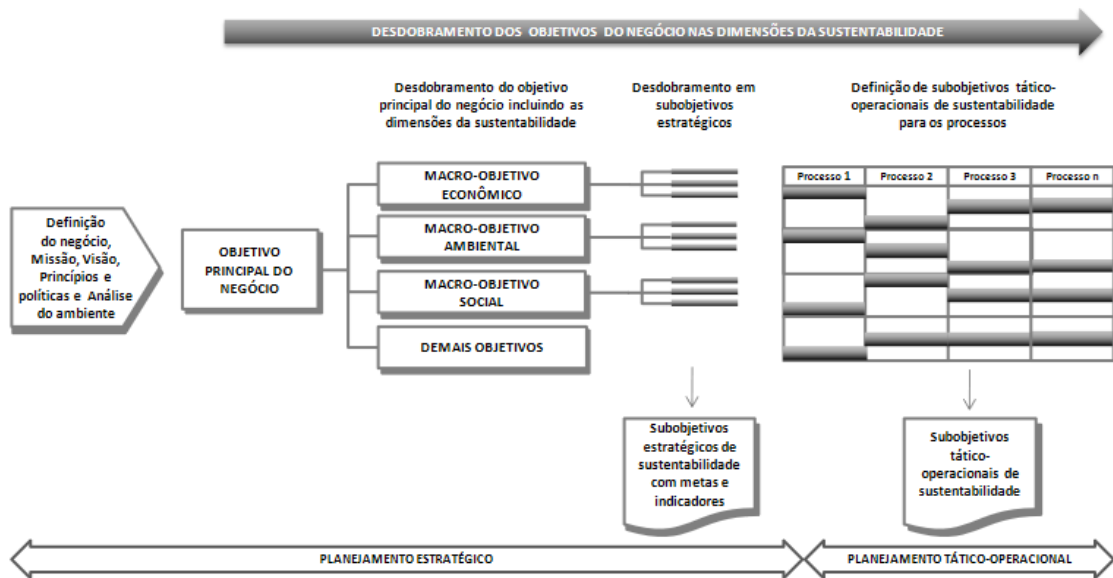 DESDOBRAMENTO DOS OBJETIVOS DO NEGÓCIO NAS DIMENSÕES DA SUSTENTABILIDADE
Desdobramento do objetivo
principal do negócio incluindo as
dimensões da sustentabilidade
Desdobramento em
subobjetivos
estratégicos
Definição de subobjetivos tático-
operacionais de sustentabilidade
para os processos
Definição
do negócio,
Missão, Visão,
Princípios e
políticas e Análise
do ambiente
OBJETIVO
PRINCIPAL DO
NEGÓCIO
MACRO-OBJETIVO
ECONÔMICO
MACRO-OBJETIVO
AMBIENTAL
MACRO-OBJETIVO
SOCIAL
DEMAIS OBJETIVOS
Processo 1
Processo 2
Processo 3
Processo n
Subobjetivos
estratégicos de
sustentabilidade
com metas e
indicadores
Subobjetivos
tático-
operacionais de
sustentabilidade
PLANEJAMENTO ESTRATÉGICO
PLANEJAMENTO TÁTICO-OPERACIONAL